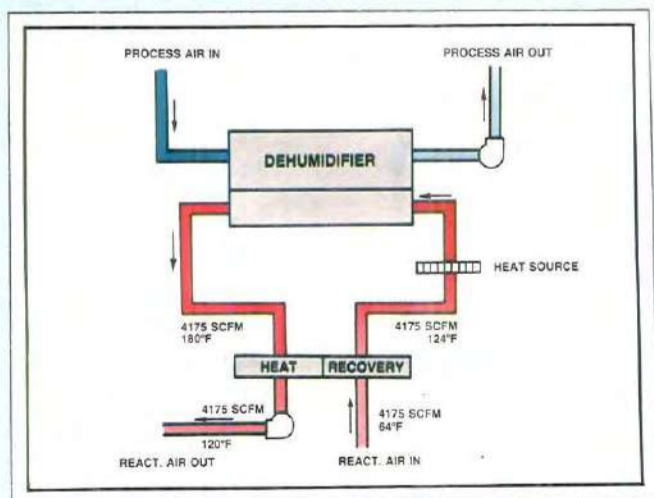 PROCESS AIR IN
PROCESS AIR OUT
DEHUMIDIFIER
HEAT SOURCE
4175 SCFM
180°F
4175 SCFM
124°F
HEAT
RECOVERY
4175 SCFM
120°F
4175 SCFM
64°F
REACT. AIR OUT
REACT. AIR IN